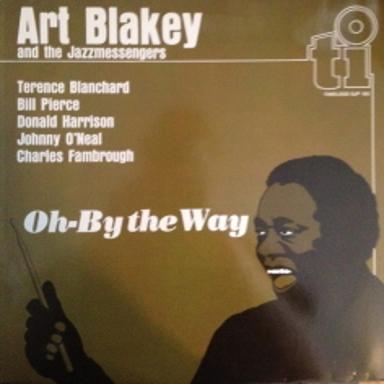 Art Blakey
and the Jazzmessengers
ti
Terence Blanchard
Bill Pierce
Donald Harrison
Johnny O'Neal
Charles Fambrough
Oh-By the Way